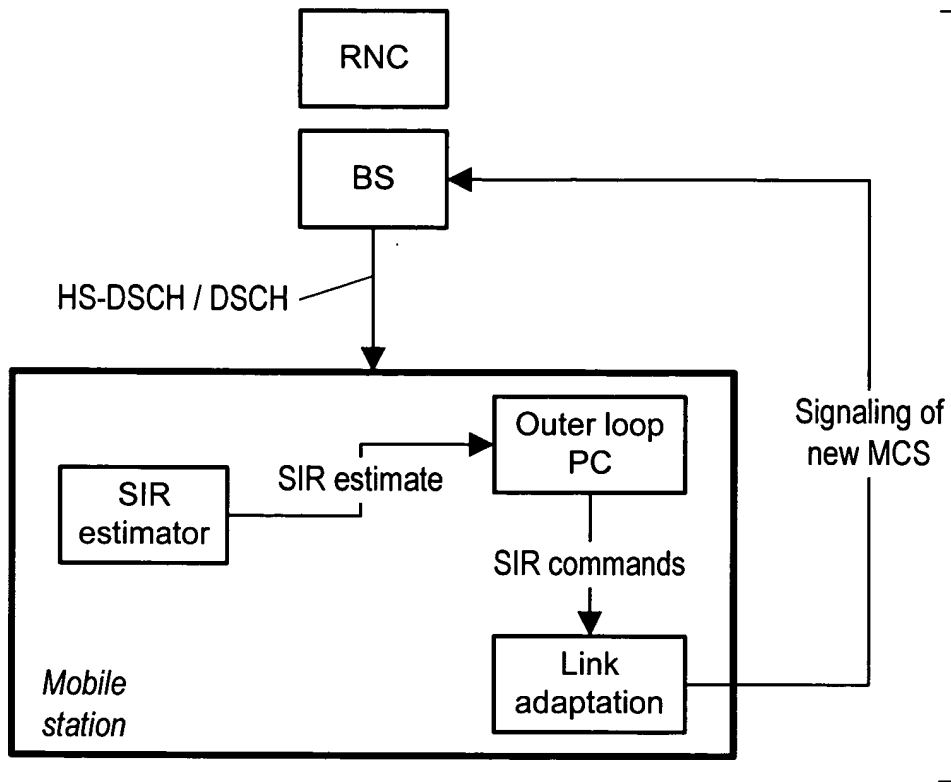 RNC
BS
HS-DSCH / DSCH
Signaling of
new MCS
Outer loop
PC
SIR estimate
SIR
estimator
SIR commands
Link
adaptation
Mobile
station